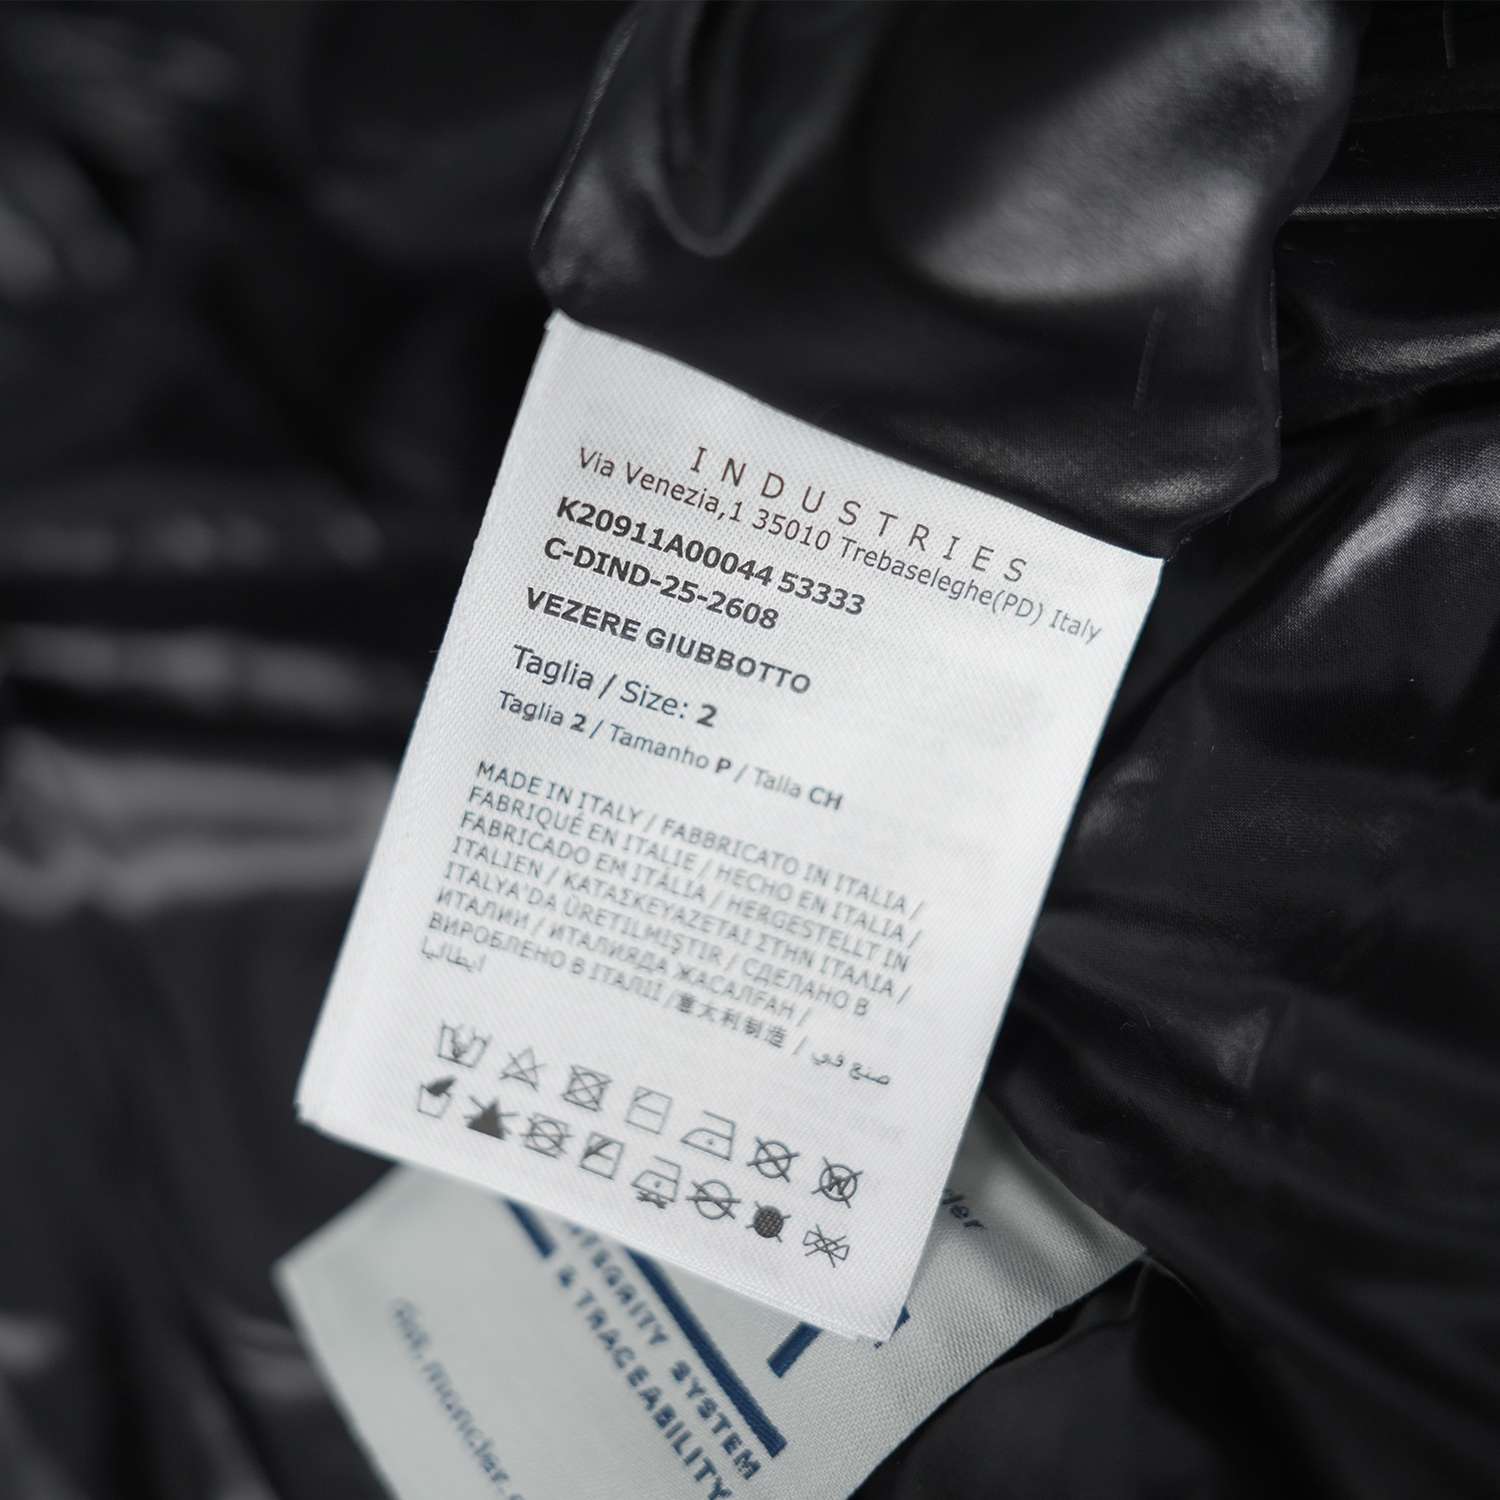 INDUSTRIES
Via Venezia,1 35010 Trebaseleghe(PD) Italy
K20911A00044 53333
C-DIND-25-2608
VEZERE GIUBBOTTO
Taglia / Size: 2
Taglia 2 / Tamanho P / Talla CH
MADE IN ITALY / FABBRICATO IN ITALIA /
FABRIQUÉ EN ITALIE / HECHO EN ITALIA /
FABRICADO EM ITÁLIA / HERGESTELLT IN
ITALIEN / ΚΑΤΑΣΚΕΥΑΖΕΤΑΙ ΣΤΗΝ ΙΤΑΛΙΑ /
ITALYA'DA ÜRETILMIŞTIR / СДЕЛАНО В
ИТАЛИИ / ИТАЛИЯДА ЖАСАЛҒАН /
ВИРОБЛЕНО В ІТАЛІЇ / 意大利制造 / صنع في
ايطاليا
W
INTEGRITY SYSTEM
& TRACEABILITY
moncler.